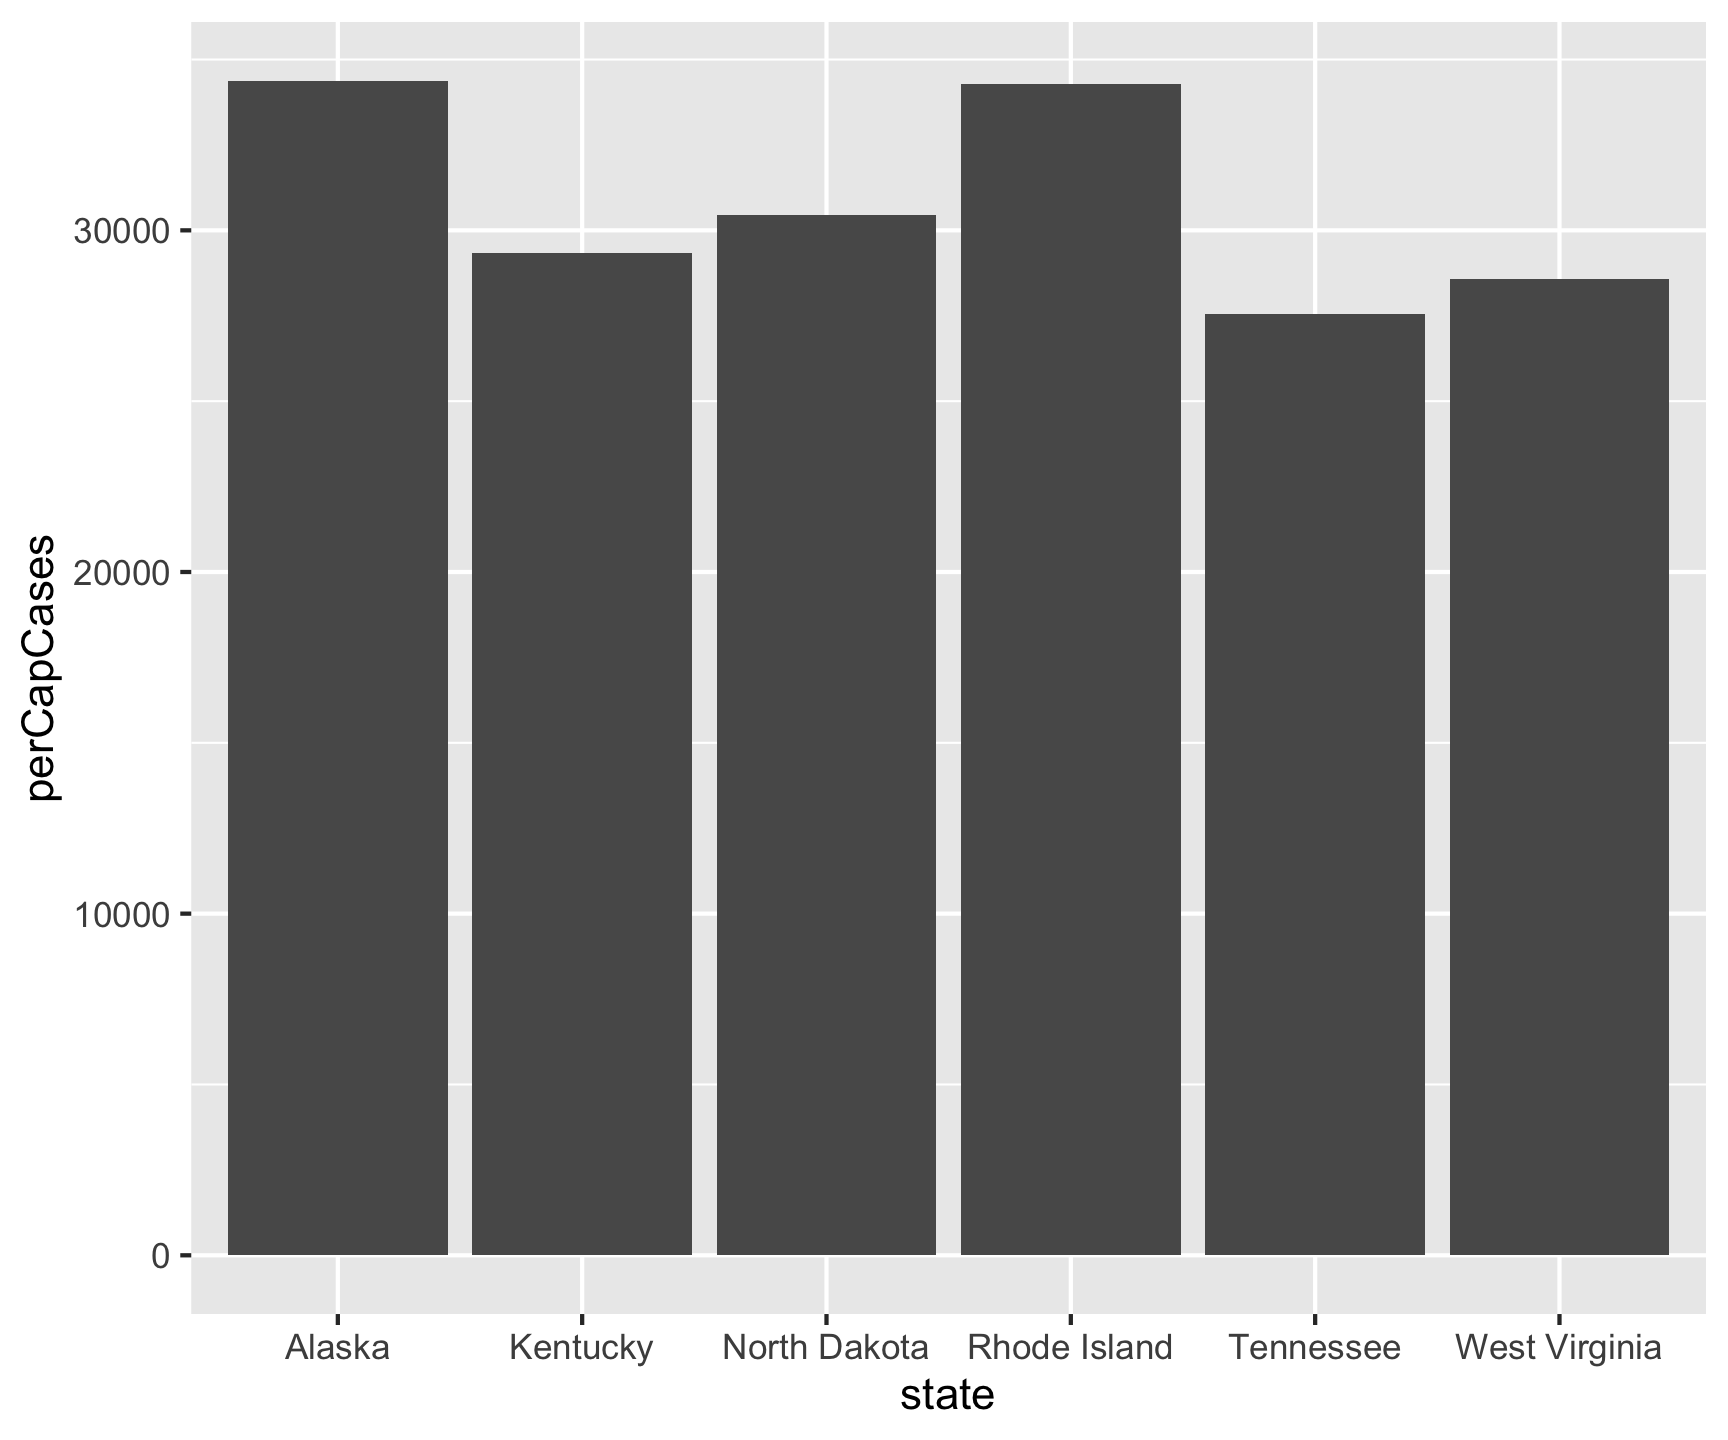 perCapCases
30000
20000
10000
0
Alaska Kentucky North Dakota Rhode Island Tennessee West Virginia
state